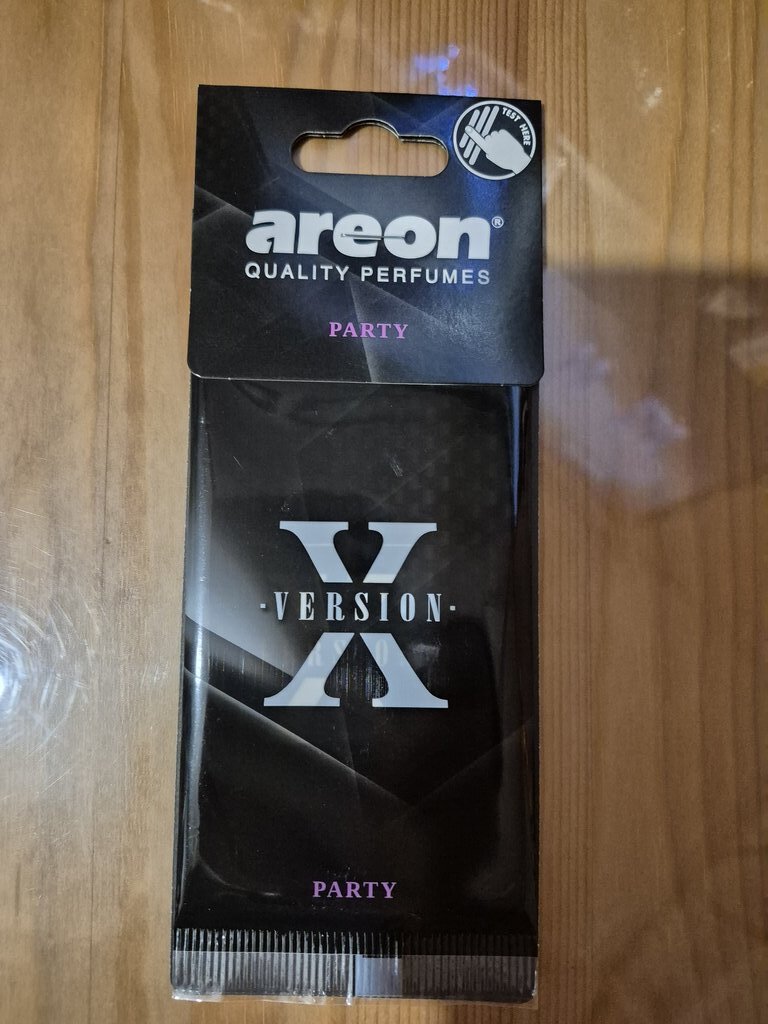 TEST HERE
areon®
QUALITY PERFUMES
PARTY
X
·VERSION·
PARTY